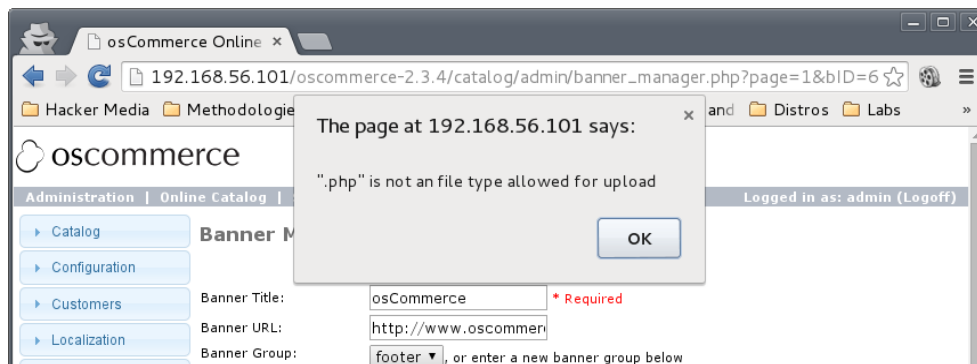 osCommerce Online
192.168.56.101/oscommerce-2.3.4/catalog/admin/banner_manager.php?page=1&bID=6
Hacker Media Methodologie and Distros Labs »
The page at 192.168.56.101 says:
".php" is not an file type allowed for upload
OK
oscommerce
Administration | Online Catalog | Logged in as: admin (Logoff)
Catalog
Configuration
Customers
Localization
Banner M
Banner Title: osCommerce * Required
Banner URL: http://www.oscommer
Banner Group: footer , or enter a new banner group below